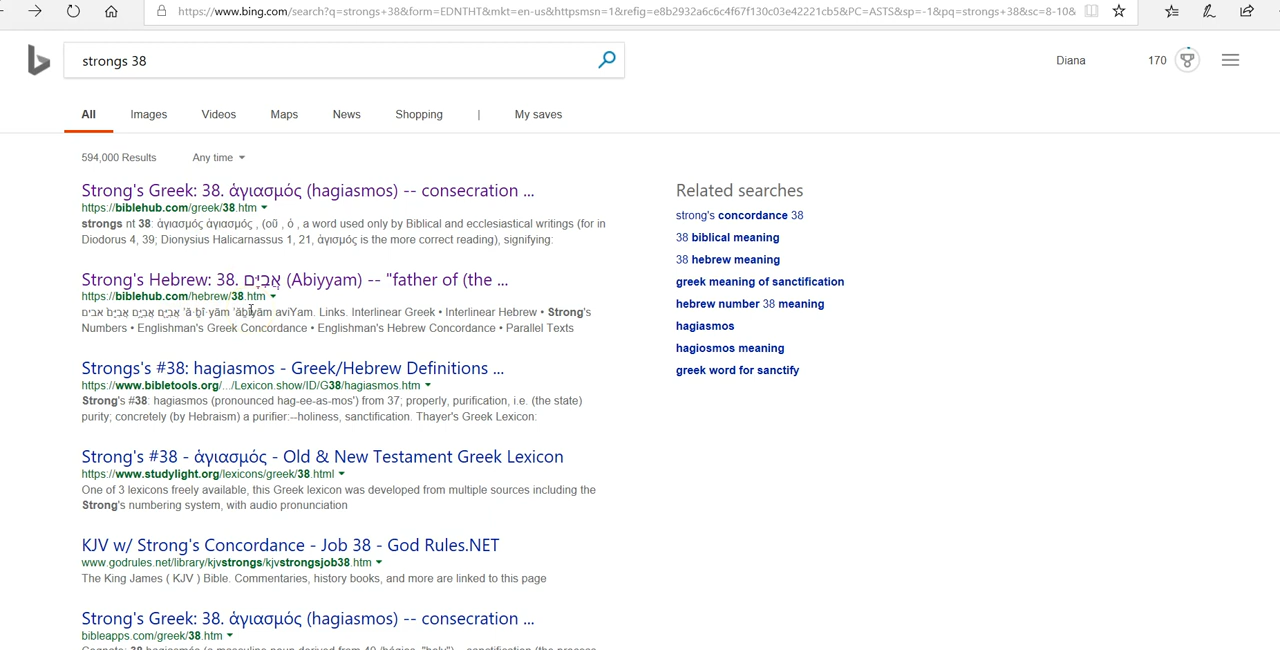 https://www.bing.com/search?q=strongs+38&form=EDNTHT&mkt=en-us&httpsmsn=1&refig=e8b2932a6c6c4f67f130c03e42221cb5&PC=ASTS&sp=-1&pq=strongs+38&sc=8-10&
strongs 38
Diana
170
All Images Videos Maps News Shopping | My saves
594,000 Results Any time
Strong's Greek: 38. ἁγιασμός (hagiasmos) -- consecration ...
https://biblehub.com/greek/38.htm
strongs nt 38: ἁγιασμός ἁγιασμός , (οῦ , ὁ , a word used only by Biblical and ecclesiastical writings (for in
Diodorus 4, 39; Dionysius Halicarnassus 1, 21, ἁγισμός is the more correct reading), signifying:
Strong's Hebrew: 38. אֲבִיָּם (Abiyyam) -- "father of (the ...
https://biblehub.com/hebrew/38.htm
aviYam. Links. Interlinear Greek • Interlinear Hebrew • Strong's
Numbers • Englishman's Greek Concordance • Englishman's Hebrew Concordance • Parallel Texts
Strongs's #38: hagiasmos - Greek/Hebrew Definitions ...
https://www.bibletools.org/.../Lexicon.show/ID/G38/hagiasmos.htm
Strong's #38: hagiasmos (pronounced hag-ee-as-mos') from 37; properly, purification, i.e. (the state)
purity; concretely (by Hebraism) a purifier:--holiness, sanctification. Thayer's Greek Lexicon:
Strong's #38 - ἁγιασμός - Old & New Testament Greek Lexicon
https://www.studylight.org/lexicons/greek/38.html
One of 3 lexicons freely available, this Greek lexicon was developed from multiple sources including the
Strong's numbering system, with audio pronunciation
KJV w/ Strong's Concordance - Job 38 - God Rules.NET
www.godrules.net/library/kjvstrongs/kjvstrongsjob38.htm
The King James ( KJV ) Bible. Commentaries, history books, and more are linked to this page
Strong's Greek: 38. ἁγιασμός (hagiasmos) -- consecration ...
bibleapps.com/greek/38.htm
Related searches
strong's concordance 38
38 biblical meaning
38 hebrew meaning
greek meaning of sanctification
hebrew number 38 meaning
hagiasmos
hagiosmos meaning
greek word for sanctify